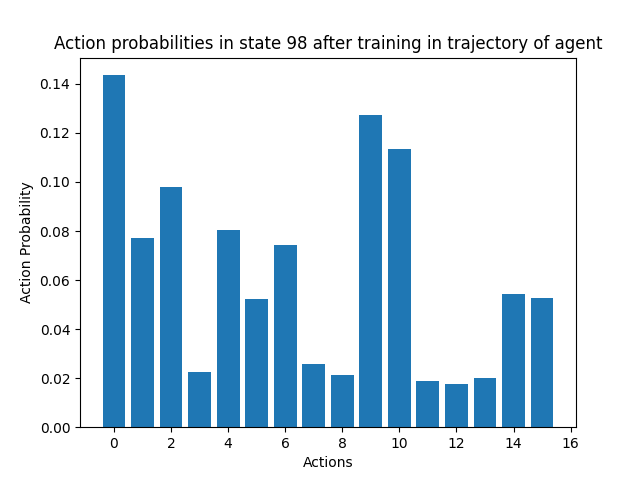 Action probabilities in state 98 after training in trajectory of agent
0.14
0.12
0.10
0.08
0.06
0.04
0.02
0.00
Action Probability
0 2 4 6 8 10 12 14 16
Actions